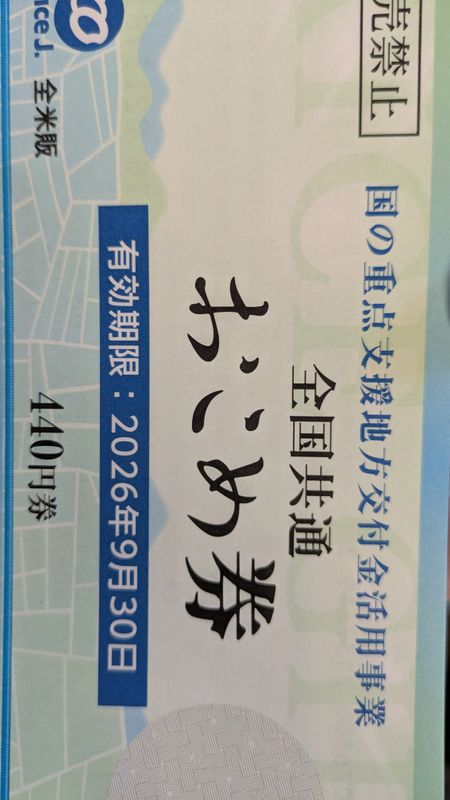 売禁止
国の重点支援地方交付金活用事業
全国共通
おこめ券
有効期限：2026年9月30日
440円券
全米販